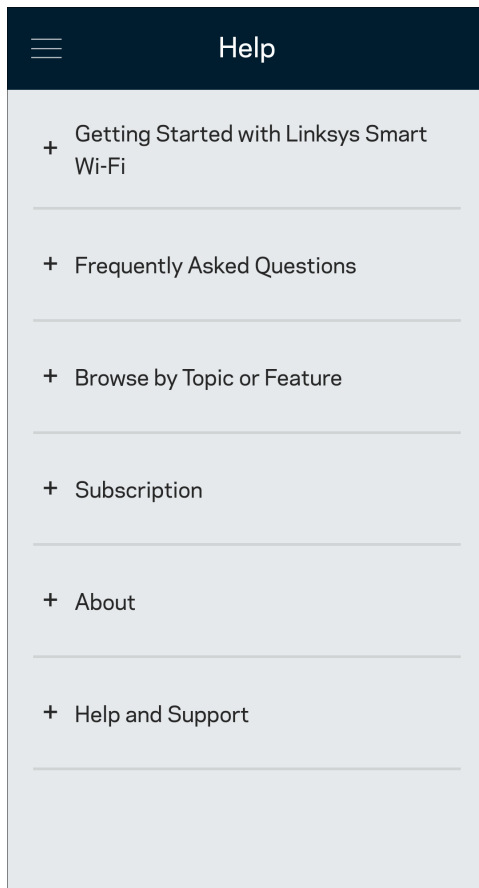 Help
+ Getting Started with Linksys Smart
Wi-Fi
+ Frequently Asked Questions
+ Browse by Topic or Feature
+ Subscription
+ About
+ Help and Support